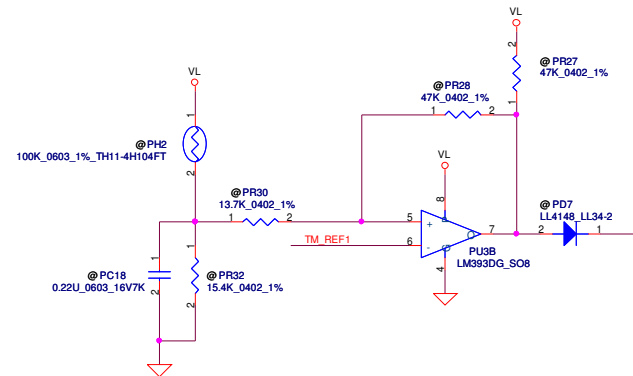 VL
2
@PR27
47K_0402_1%
1
VL
@PR28
47K_0402_1%
1
2
1
@PH2
100K_0603_1%_TH11-4H104FT
2
VL
@PR30
13.7K_0402_1%
1
2
8
5
+
P
O
7
@PD7
LL4148_LL34-2
2
1
TM_REF1
6
-
G
PU3B
LM393DG_SO8
4
1
@PC18
0.22U_0603_16V7K
2
1
@PR32
15.4K_0402_1%
2